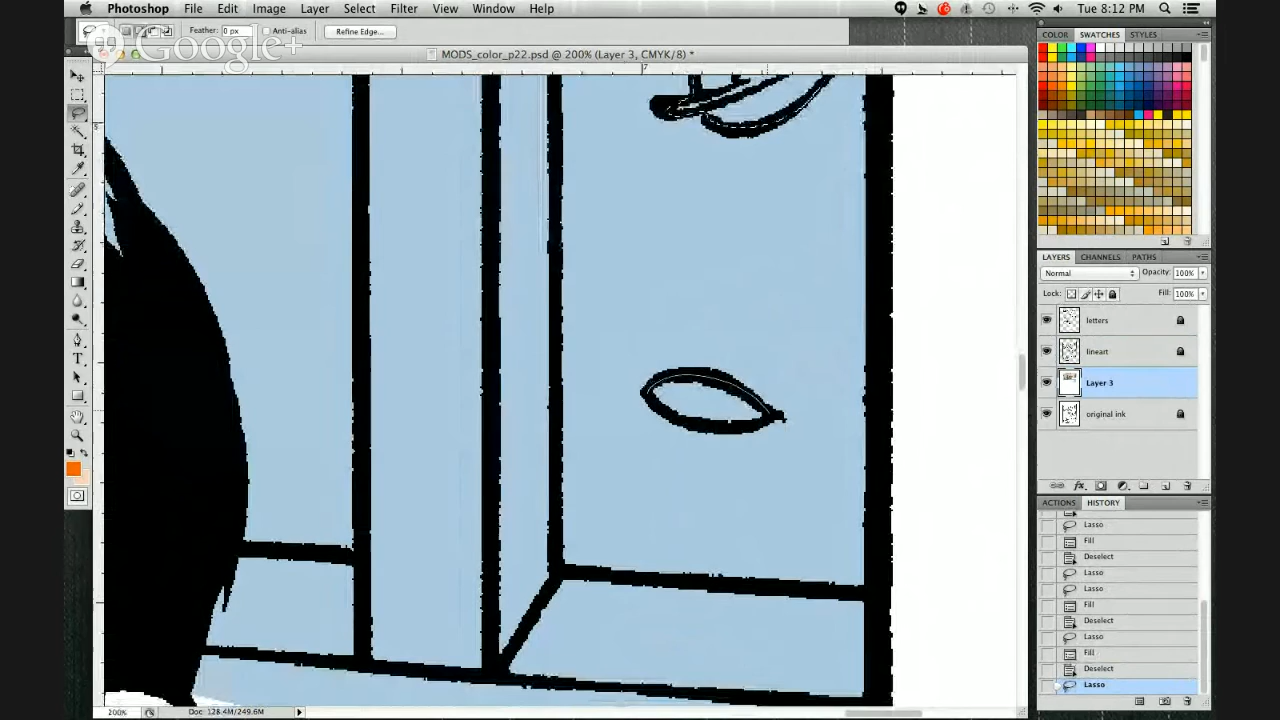 Photoshop File Edit Image Layer Select Filter View Window Help Tue 8:12 PM
Google+
Feather: 0 px Anti-alias Refine Edge...
MODS_color_p22.psd @ 200% (Layer 3, CMYK/8) *
COLOR SWATCHES STYLES
LAYERS CHANNELS PATHS
Normal Opacity: 100%
Lock: Fill: 100%
letters
lineart
Layer 3
original ink
ACTIONS HISTORY
Lasso
Fill
Deselect
Lasso
Lasso
Fill
Deselect
Lasso
Fill
Deselect
Lasso
200% Doc: 128.4M/249.6M